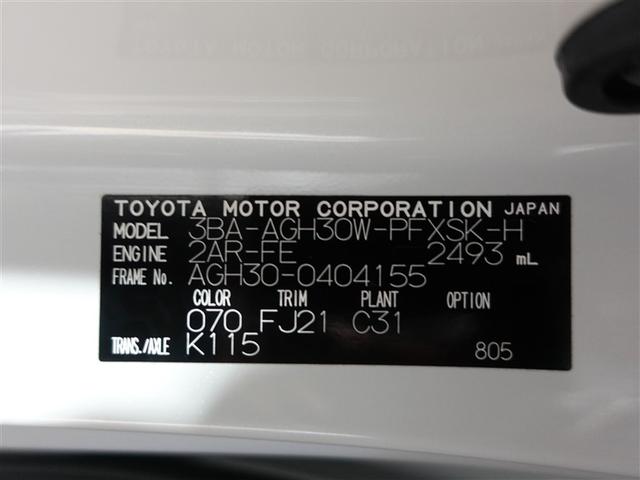 TOYOTA MOTOR CORPORATION JAPAN
MODEL 3BA-AGH30W-PFXSK-H
ENGINE 2AR-FE 2493 mL
FRAME No. AGH30-0404155
COLOR TRIM PLANT OPTION
070 FJ21 C31
TRANS./AXLE K115 805